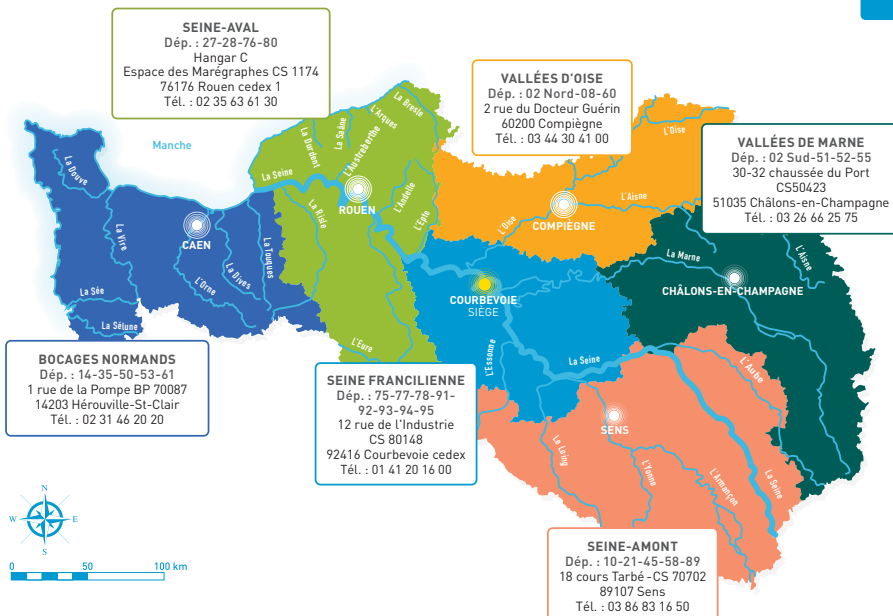 SEINE-AVAL
Dép. : 27-28-76-80
Hangar C
Espace des Marégraphes CS 1174
76176 Rouen cedex 1
Tél. : 02 35 63 61 30
VALLÉES D'OISE
Dép. : 02 Nord-08-60
2 rue du Docteur Guérin
60200 Compiègne
Tél. : 03 44 30 41 00
VALLÉES DE MARNE
Dép. : 02 Sud-51-52-55
30-32 chaussée du Port
CS50423
51035 Châlons-en-Champagne
Tél. : 03 26 66 25 75
Manche
La Douve
La Vire
La Sée
La Sélune
CAEN
L'Orne
La Dives
La Touques
La Seine
La Durdent
La Saâne
L'Arques
La Bresle
L'Austreberthe
ROUEN
La Risle
L'Andelle
L'Epte
L'Eure
L'Oise
L'Oise
L'Aisne
COMPIÈGNE
L'Aisne
La Marne
CHÂLONS-EN-CHAMPAGNE
COURBEVOIE
SIÈGE
L'Essonne
La Seine
L'Aube
SENS
Le Loing
L'Yonne
L'Armançon
La Seine
BOCAGES NORMANDS
Dép. : 14-35-50-53-61
1 rue de la Pompe BP 70087
14203 Hérouville-St-Clair
Tél. : 02 31 46 20 20
SEINE FRANCILIENNE
Dép. : 75-77-78-91-
92-93-94-95
12 rue de l'Industrie
CS 80148
92416 Courbevoie cedex
Tél. : 01 41 20 16 00
SEINE-AMONT
Dép. : 10-21-45-58-89
18 cours Tarbé - CS 70702
89107 Sens
Tél. : 03 86 83 16 50
N
W
E
S
0 50 100 km